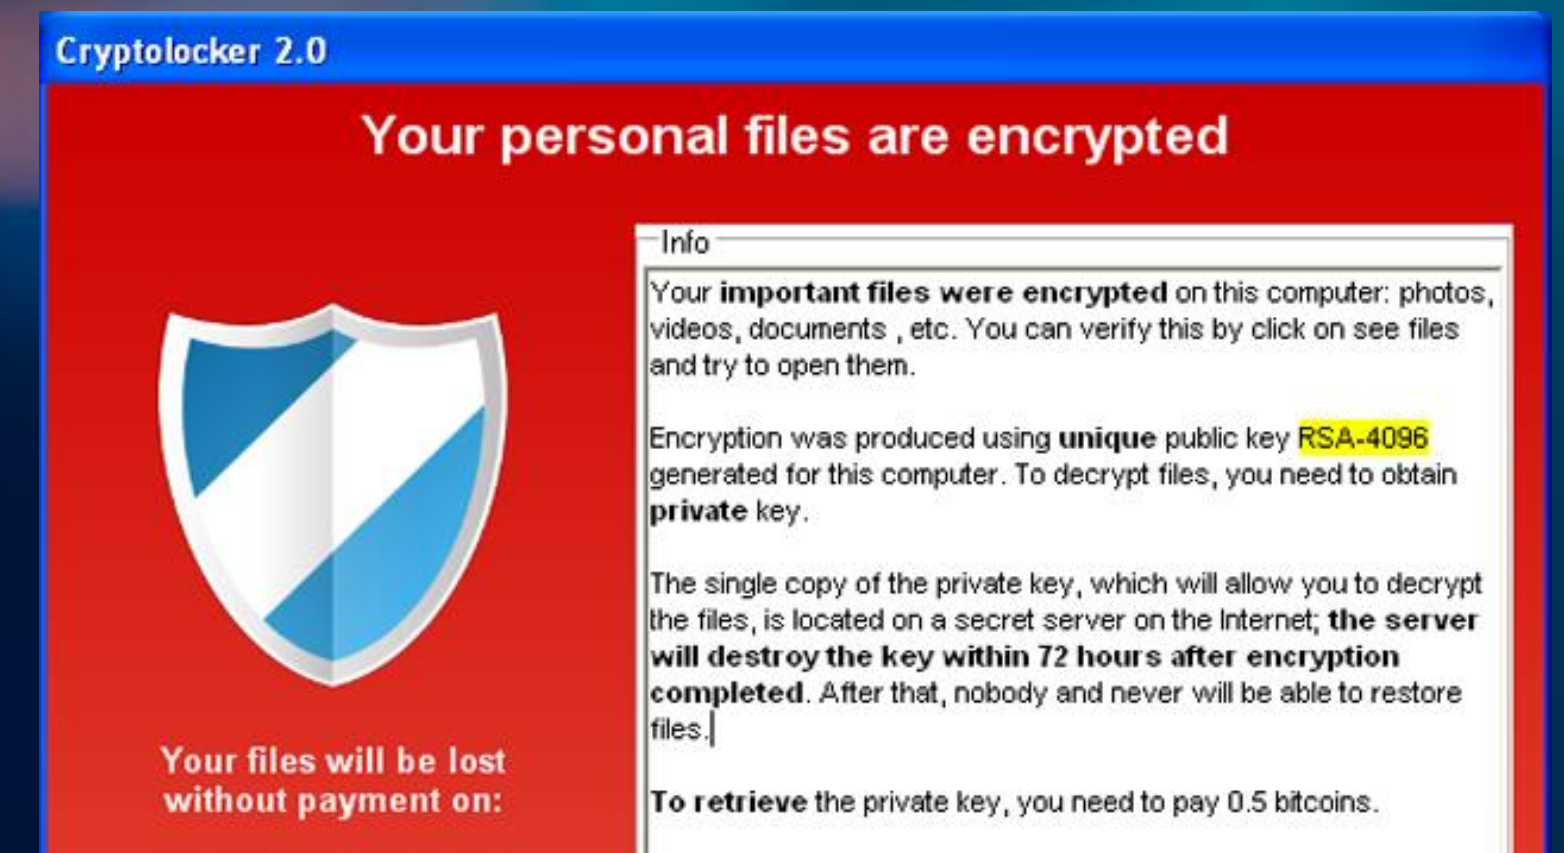 Cryptolocker 2.0
Your personal files are encrypted
Info
Your important files were encrypted on this computer: photos,
videos, documents , etc. You can verify this by click on see files
and try to open them.
Encryption was produced using unique public key RSA-4096
generated for this computer. To decrypt files, you need to obtain
private key.
The single copy of the private key, which will allow you to decrypt
the files, is located on a secret server on the Internet; the server
will destroy the key within 72 hours after encryption
completed. After that, nobody and never will be able to restore
files.
To retrieve the private key, you need to pay 0.5 bitcoins.
Your files will be lost
without payment on: